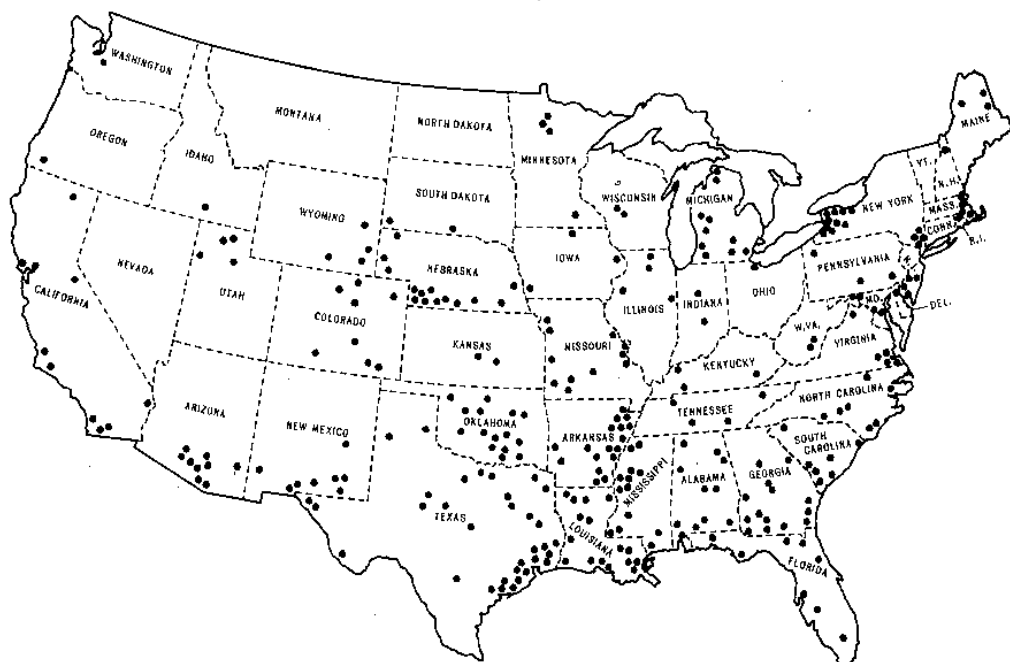 WASHINGTON
MONTANA
NORTH DAKOTA
MINNESOTA
MAINE
OREGON
IDAHO
SOUTH DAKOTA
WISCONSIN
MICHIGAN
VT.
N.H.
NEW YORK
MASS.
CONN.
R.I.
WYOMING
NEVADA
UTAH
NEBRASKA
IOWA
PENNSYLVANIA
CALIFORNIA
COLORADO
ILLINOIS
INDIANA
OHIO
MD.
DEL.
W.VA.
VIRGINIA
KANSAS
MISSOURI
KENTUCKY
ARIZONA
NEW MEXICO
OKLAHOMA
ARKANSAS
TENNESSEE
NORTH CAROLINA
SOUTH
CAROLINA
MISSISSIPPI
ALABAMA
GEORGIA
TEXAS
LOUISIANA
FLORIDA